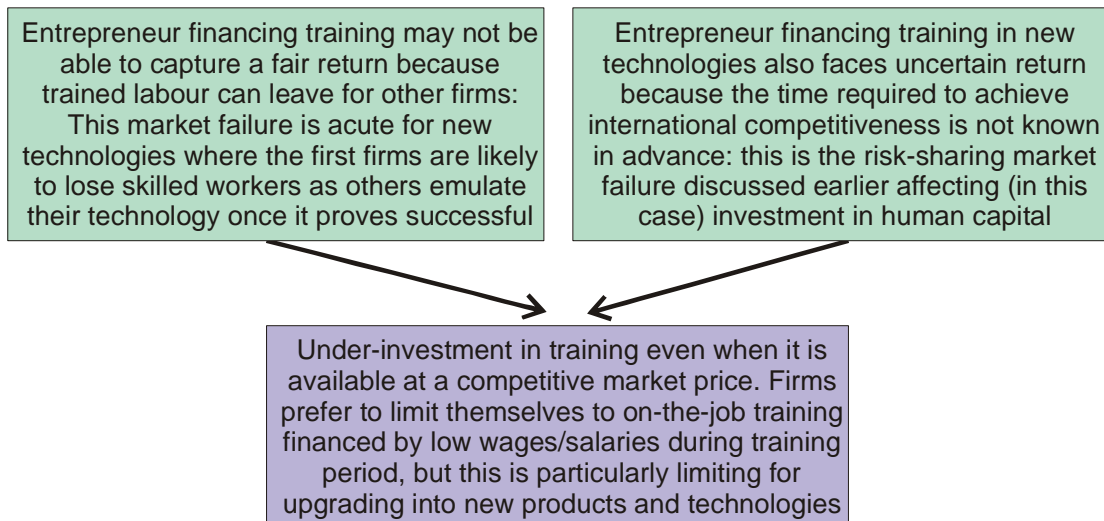 Entrepreneur financing training may not be
able to capture a fair return because
trained labour can leave for other firms:
This market failure is acute for new
technologies where the first firms are likely
to lose skilled workers as others emulate
their technology once it proves successful
Entrepreneur financing training in new
technologies also faces uncertain return
because the time required to achieve
international competitiveness is not known
in advance: this is the risk-sharing market
failure discussed earlier affecting (in this
case) investment in human capital
Under-investment in training even when it is
available at a competitive market price. Firms
prefer to limit themselves to on-the-job training
financed by low wages/salaries during training
period, but this is particularly limiting for
upgrading into new products and technologies